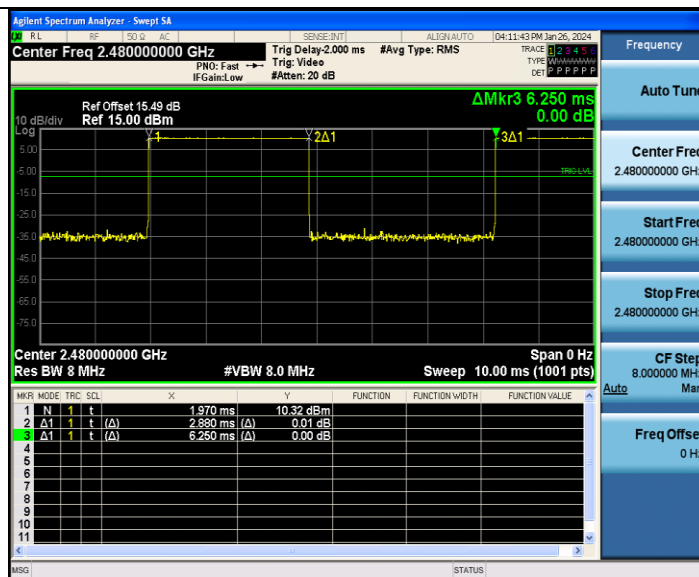 Agilent Spectrum Analyzer - Swept SA
RL RF 50 Ω AC SENSE:INT ALIGN AUTO 04:11:43 PM Jan 26, 2024
Center Freq 2.480000000 GHz
PNO: Fast
IFGain:Low
Trig Delay-2.000 ms
Trig: Video
#Atten: 20 dB
#Avg Type: RMS
TRACE 1 2 3 4 5 6
TYPE WWWWWW
DET P P P P P P
Ref Offset 15.49 dB
Ref 15.00 dBm
10 dB/div
Log
ΔMkr3 6.250 ms
0.00 dB
1
2Δ1
3Δ1
TRIG LVL
5.00
-5.00
-15.0
-25.0
-35.0
-45.0
-55.0
-65.0
-75.0
Center 2.480000000 GHz Span 0 Hz
Res BW 8 MHz #VBW 8.0 MHz Sweep 10.00 ms (1001 pts)
MKR MODE TRC SCL X Y FUNCTION FUNCTION WIDTH FUNCTION VALUE
1 N 1 t 1.970 ms 10.32 dBm
2 Δ1 1 t (Δ) 2.880 ms (Δ) 0.01 dB
3 Δ1 1 t (Δ) 6.250 ms (Δ) 0.00 dB
4
5
6
7
8
9
10
11
MSG STATUS
Frequency
Auto Tune
Center Freq
2.480000000 GHz
Start Freq
2.480000000 GHz
Stop Freq
2.480000000 GHz
CF Step
8.000000 MHz
Auto Man
Freq Offset
0 Hz